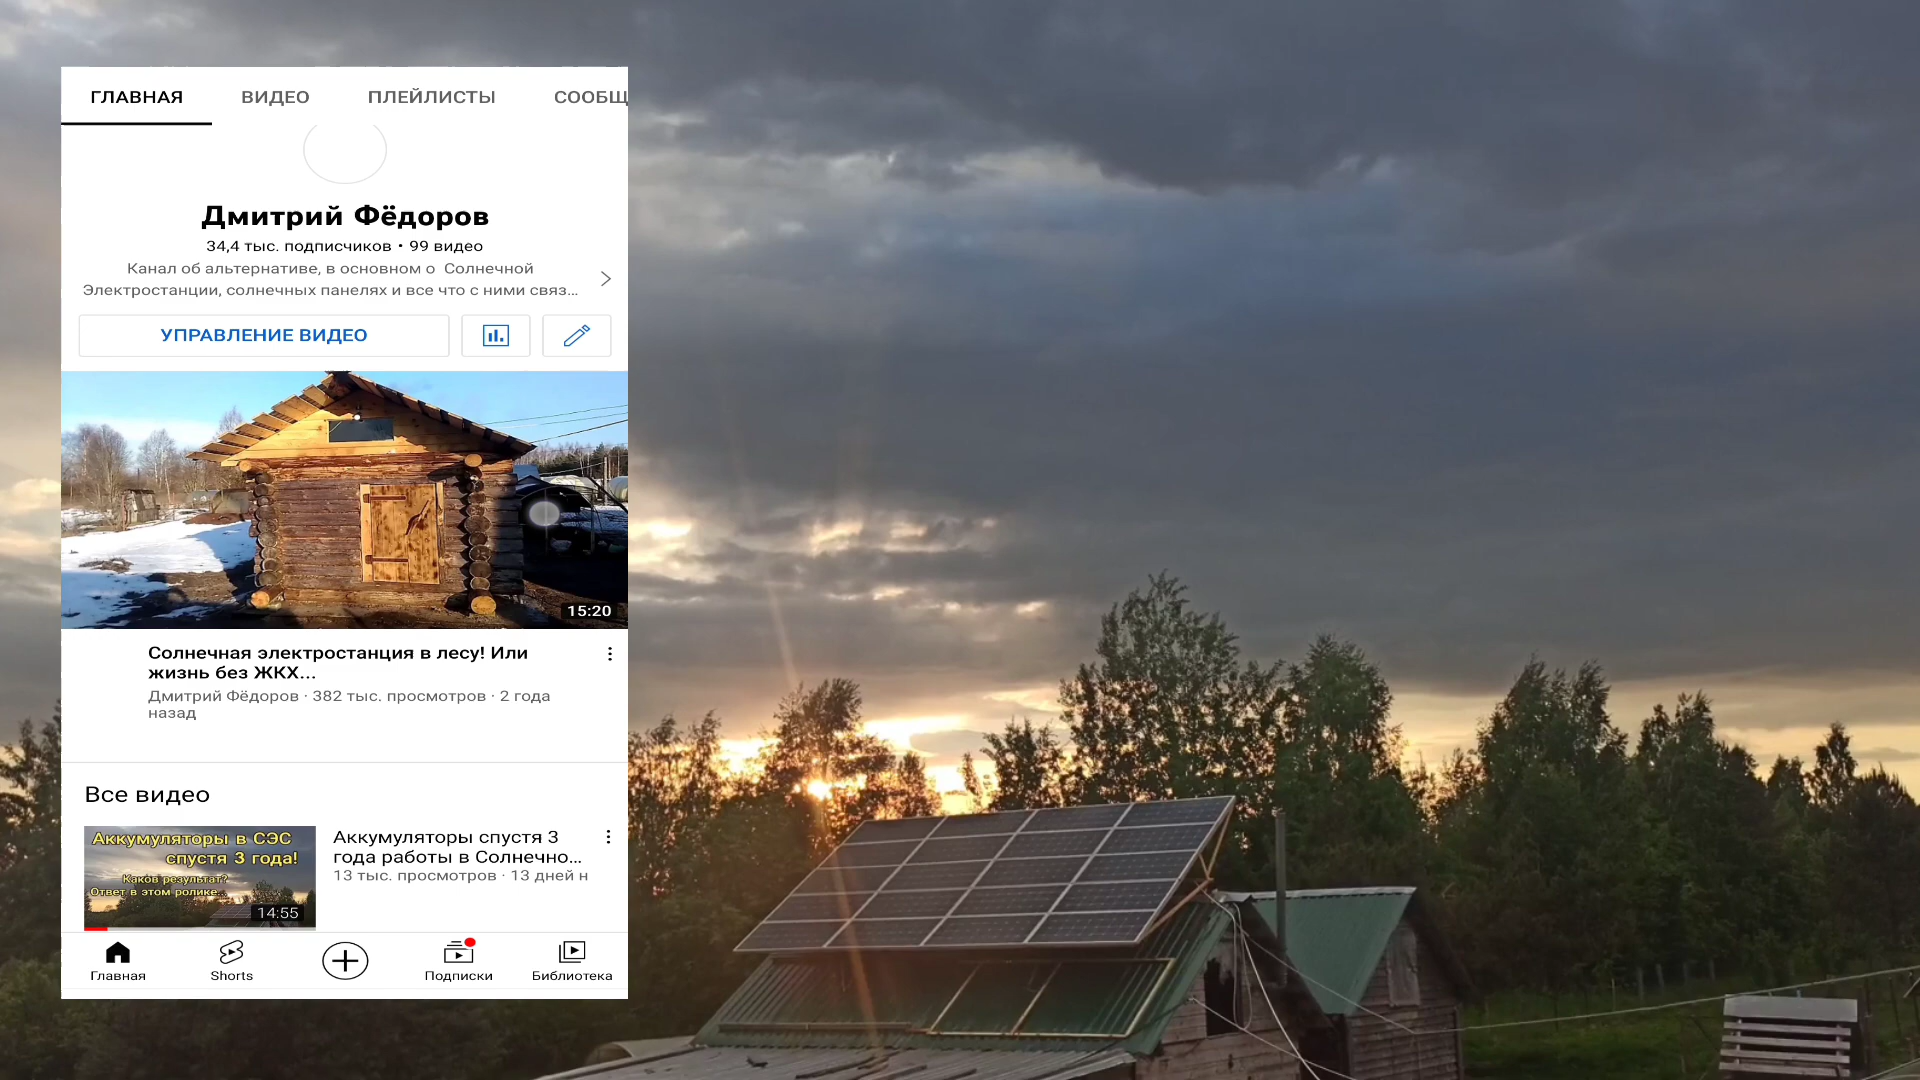 ГЛАВНАЯ ВИДЕО ПЛЕЙЛИСТЫ СООБЩ
Дмитрий Фёдоров
34,4 тыс. подписчиков • 99 видео
Канал об альтернативе, в основном о Солнечной
Электростанции, солнечных панелях и все что с ними связ...
УПРАВЛЕНИЕ ВИДЕО
15:20
Солнечная электростанция в лесу! Или
жизнь без ЖКХ...
Дмитрий Фёдоров · 382 тыс. просмотров · 2 года
назад
Все видео
Аккумуляторы в СЭС
спустя 3 года!
Каков результат?
Ответ в этом ролике...
14:55
Аккумуляторы спустя 3
года работы в Солнечно...
13 тыс. просмотров · 13 дней н
Главная Shorts Подписки Библиотека